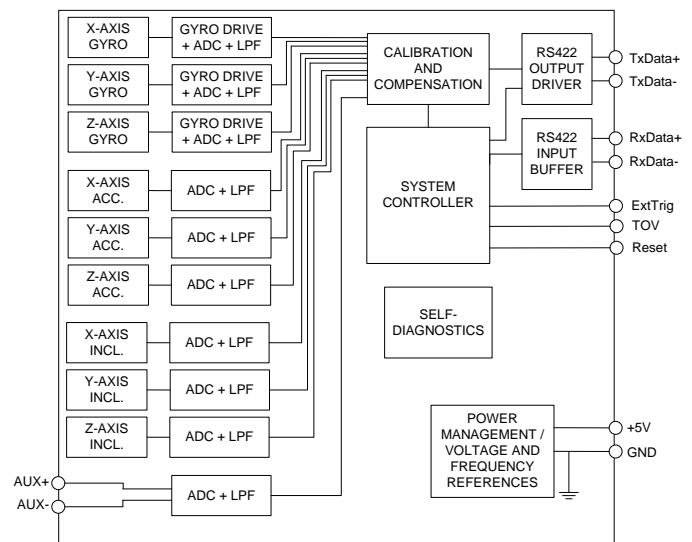 X-AXIS
GYRO
GYRO DRIVE
+ ADC + LPF
Y-AXIS
GYRO
GYRO DRIVE
+ ADC + LPF
Z-AXIS
GYRO
GYRO DRIVE
+ ADC + LPF
X-AXIS
ACC.
ADC + LPF
Y-AXIS
ACC.
ADC + LPF
Z-AXIS
ACC.
ADC + LPF
X-AXIS
INCL.
ADC + LPF
Y-AXIS
INCL.
ADC + LPF
Z-AXIS
INCL.
ADC + LPF
AUX+
AUX-
ADC + LPF
CALIBRATION
AND
COMPENSATION
RS422
OUTPUT
DRIVER
TxData+
TxData-
SYSTEM
CONTROLLER
RS422
INPUT
BUFFER
RxData+
RxData-
ExtTrig
TOV
Reset
SELF-
DIAGNOSTICS
POWER
MANAGEMENT /
VOLTAGE AND
FREQUENCY
REFERENCES
+5V
GND